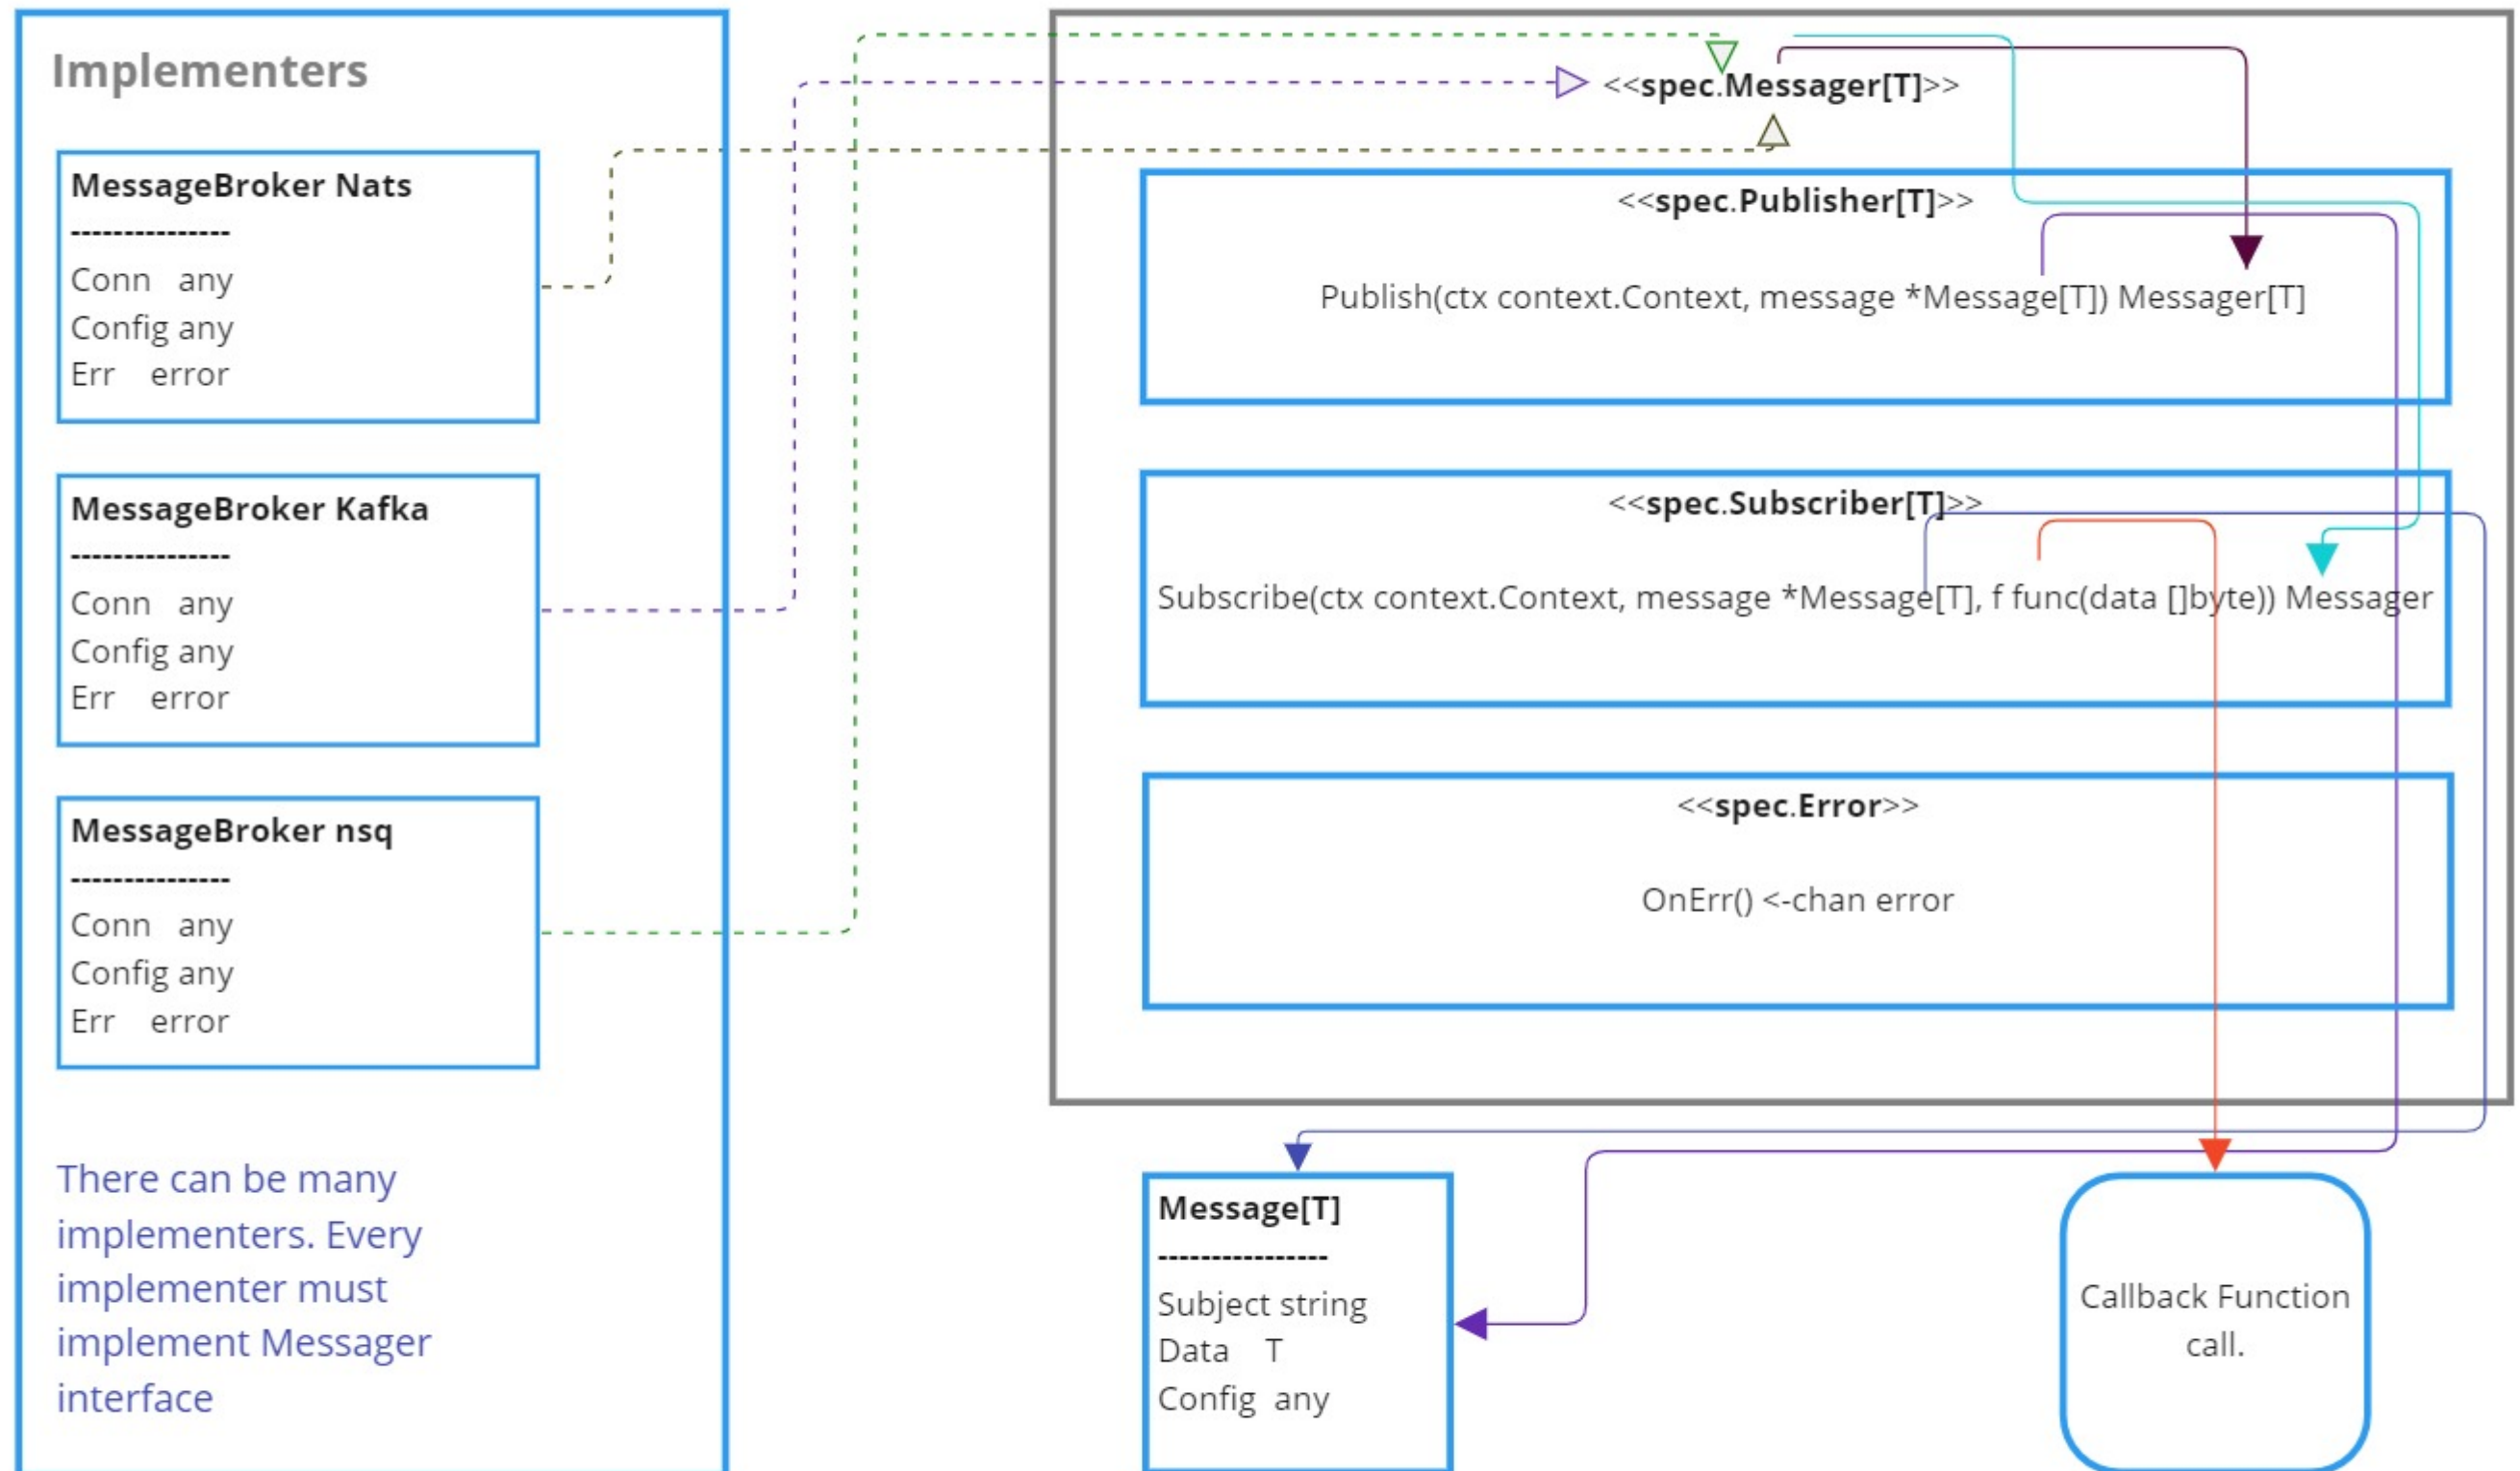 Implementers
MessageBroker Nats
---------------
Conn any
Config any
Err error
MessageBroker Kafka
---------------
Conn any
Config any
Err error
MessageBroker nsq
---------------
Conn any
Config any
Err error
There can be many
implementers. Every
implementer must
implement Messager
interface
<<spec.Messager[T]>>
<<spec.Publisher[T]>>
Publish(ctx context.Context, message *Message[T]) Messager[T]
<<spec.Subscriber[T]>>
Subscribe(ctx context.Context, message *Message[T], f func(data []byte)) Messager
<<spec.Error>>
OnErr() <-chan error
Message[T]
----------------
Subject string
Data T
Config any
Callback Function
call.